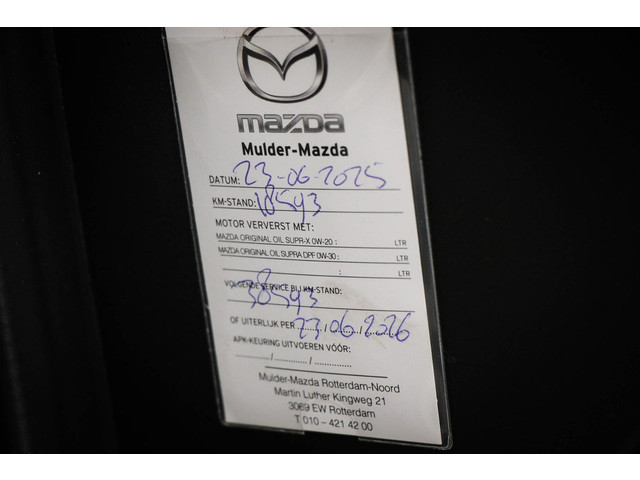 mazda
Mulder-Mazda
DATUM: 23-06-2025
KM-STAND: 18593
MOTOR VERVERST MET:
MAZDA ORIGINAL OIL SUPR-X 0W-20 : LTR
MAZDA ORIGINAL OIL SUPRA DPF 0W-30 : LTR
: LTR
VOLGENDE SERVICE BIJ KM-STAND:
38593
OF UITERLIJK PER 23/06/2026
APK-KEURING UITVOEREN VÓÓR:
............/............/..............
Mulder-Mazda Rotterdam-Noord
Martin Luther Kingweg 21
3069 EW Rotterdam
T 010 – 421 42 00